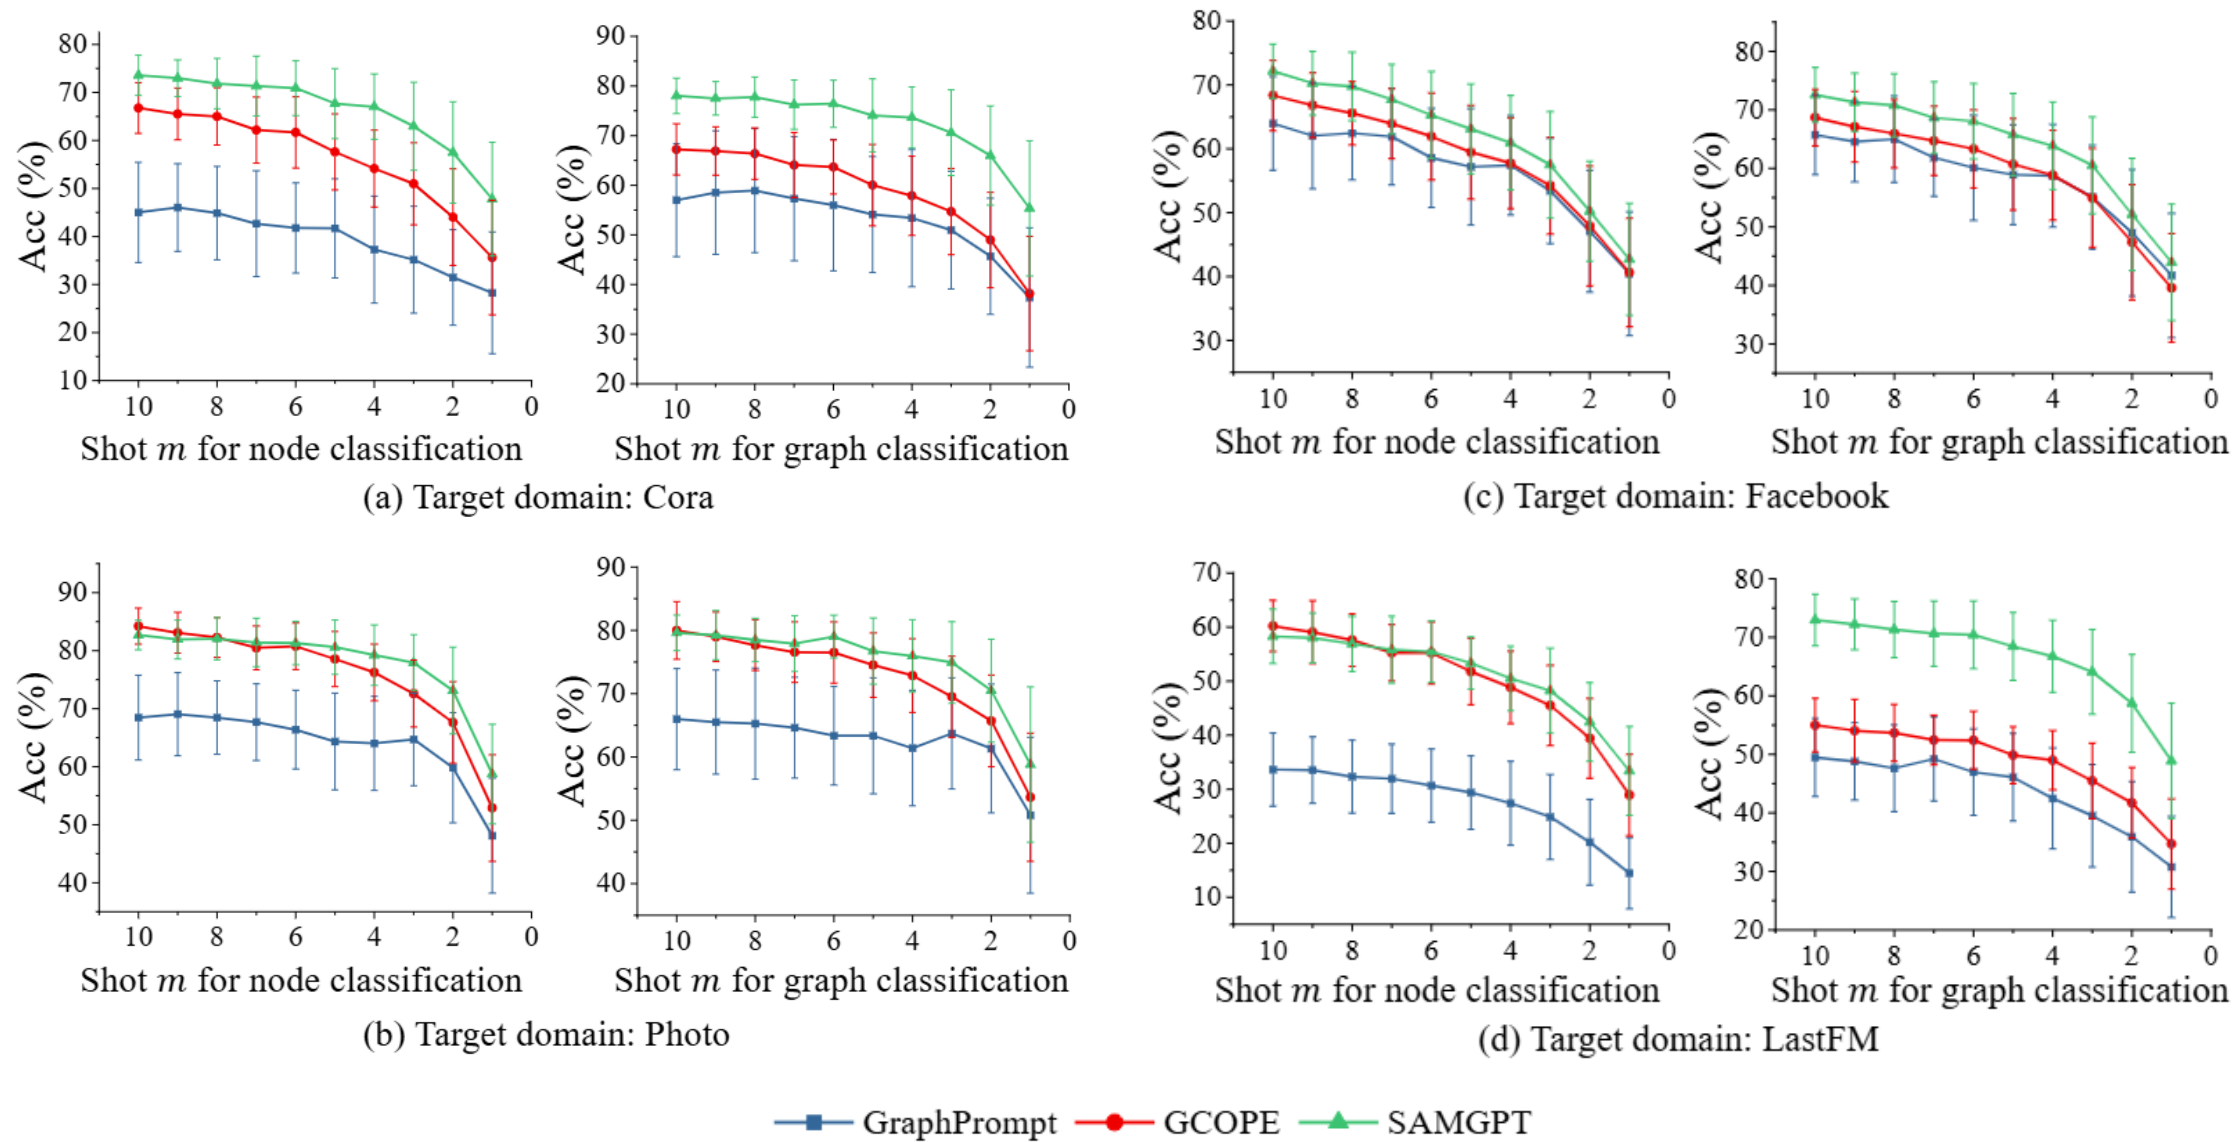 80
70
60
50
40
30
20
10
Acc (%)
10 8 6 4 2 0
Shot m for node classification
90
80
70
60
50
40
30
20
Acc (%)
10 8 6 4 2 0
Shot m for graph classification
(a) Target domain: Cora
80
70
60
50
40
30
Acc (%)
10 8 6 4 2 0
Shot m for node classification
80
70
60
50
40
30
Acc (%)
10 8 6 4 2 0
Shot m for graph classification
(c) Target domain: Facebook
90
80
70
60
50
40
Acc (%)
10 8 6 4 2 0
Shot m for node classification
90
80
70
60
50
40
Acc (%)
10 8 6 4 2 0
Shot m for graph classification
(b) Target domain: Photo
70
60
50
40
30
20
10
Acc (%)
10 8 6 4 2 0
Shot m for node classification
80
70
60
50
40
30
20
Acc (%)
10 8 6 4 2 0
Shot m for graph classification
(d) Target domain: LastFM
GraphPrompt GCOPE SAMGPT